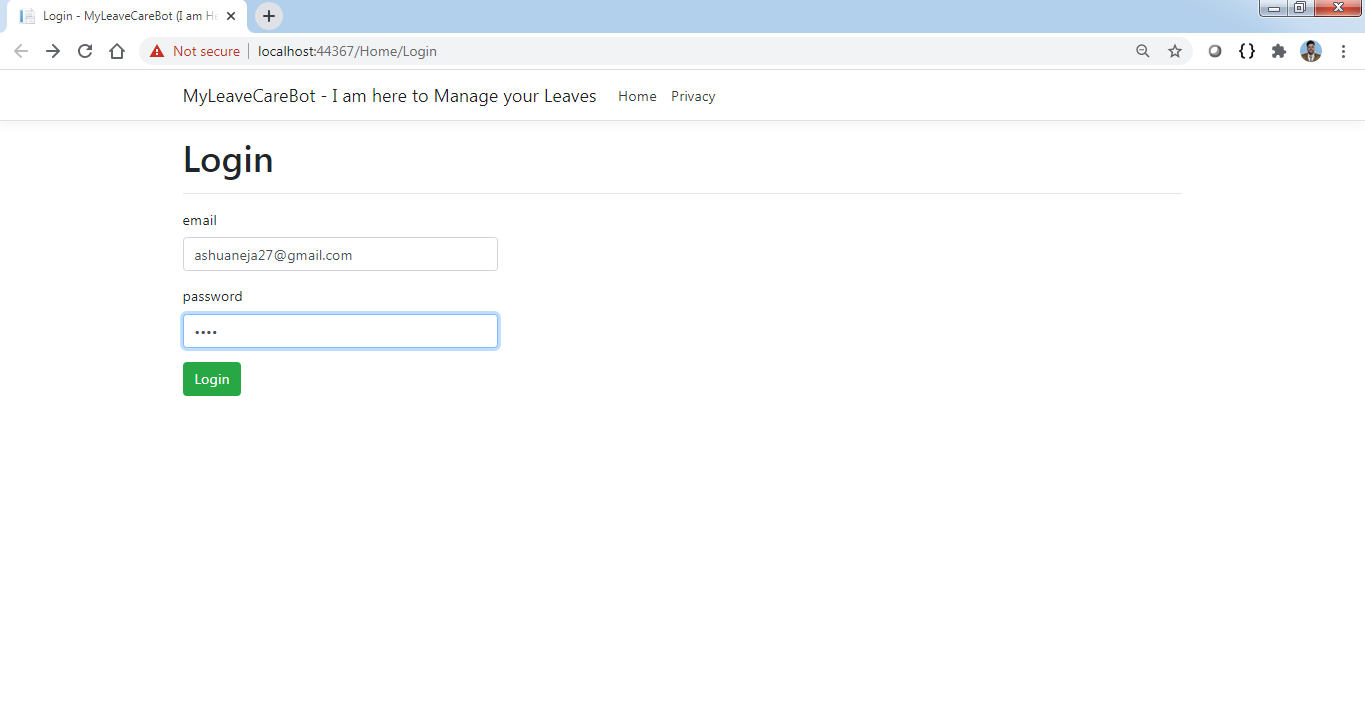 Login - MyLeaveCareBot (I am He
Not secure localhost:44367/Home/Login
MyLeaveCareBot - I am here to Manage your Leaves Home Privacy
Login
email
ashuaneja27@gmail.com
password
••••
Login